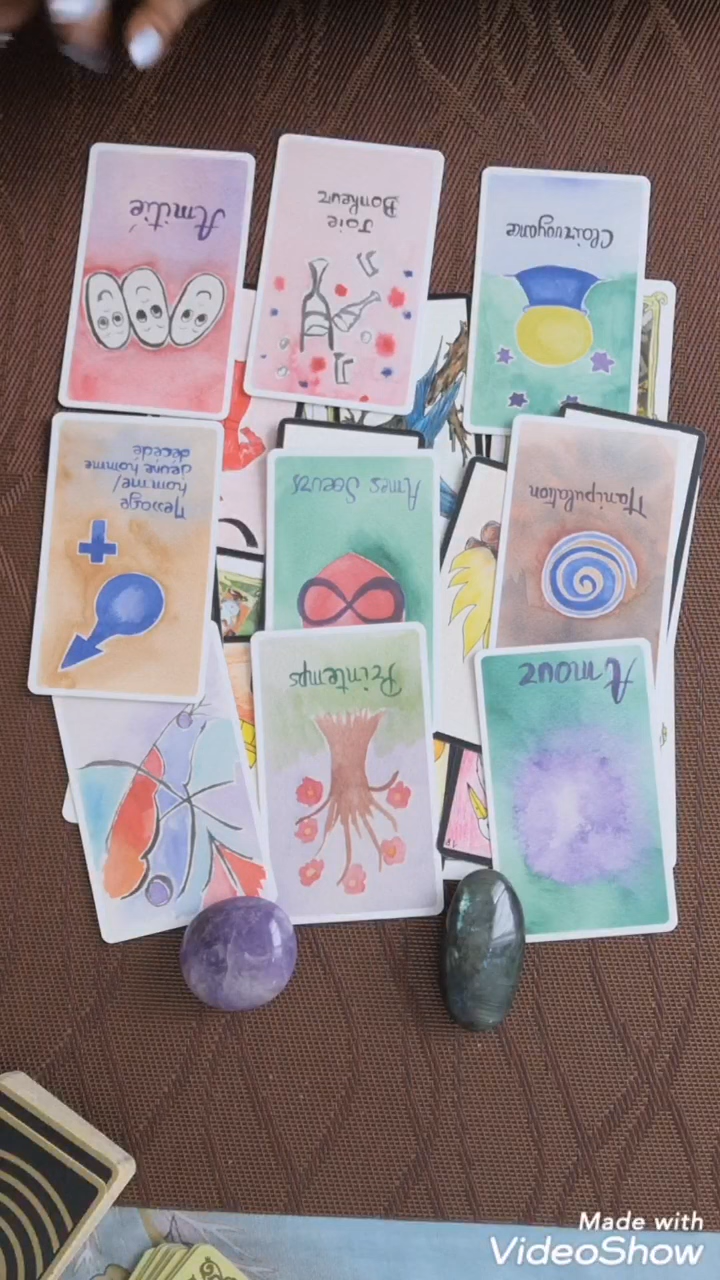 Amitié
Joie
Bonheur
Clairvoyance
Message
homme/
jeune homme
décédé
Ames Soeurs
Manipulation
Printemps
Amour
Made with
VideoShow